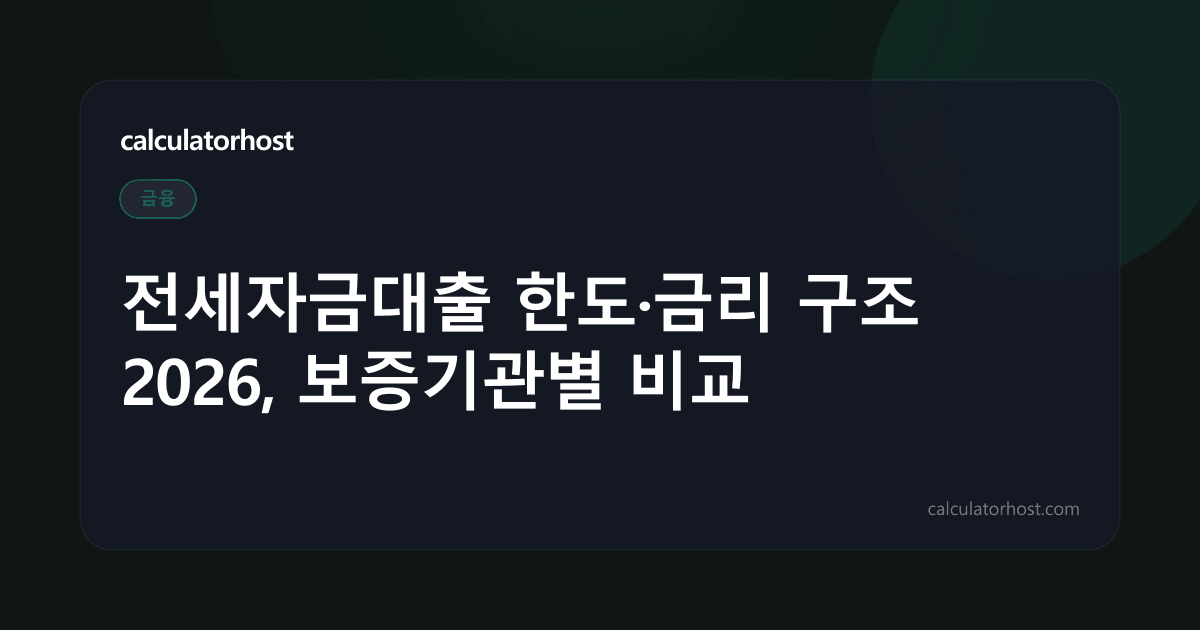 calculatorhost
금융
전세자금대출 한도·금리 구조
2026, 보증기관별 비교
calculatorhost.com